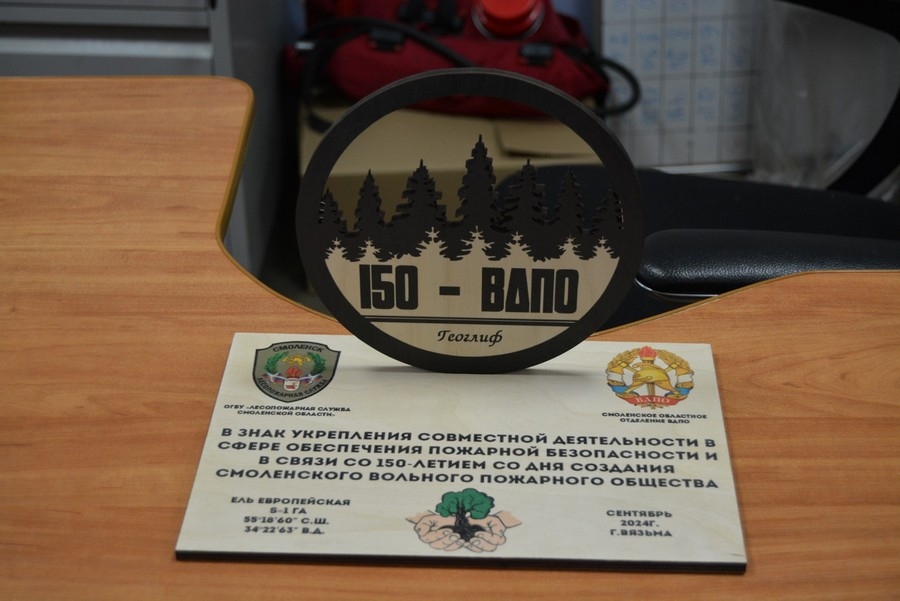 150 - ВДПО
Геоглиф
СМОЛЕНСК
ЛЕСОПОЖАРНАЯ СЛУЖБА
ВДПО
ОГБУ «ЛЕСОПОЖАРНАЯ СЛУЖБА
СМОЛЕНСКОЙ ОБЛАСТИ»
СМОЛЕНСКОЕ ОБЛАСТНОЕ
ОТДЕЛЕНИЕ ВДПО
В ЗНАК УКРЕПЛЕНИЯ СОВМЕСТНОЙ ДЕЯТЕЛЬНОСТИ В
СФЕРЕ ОБЕСПЕЧЕНИЯ ПОЖАРНОЙ БЕЗОПАСНОСТИ И
В СВЯЗИ СО 150-ЛЕТИЕМ СО ДНЯ СОЗДАНИЯ
СМОЛЕНСКОГО ВОЛЬНОГО ПОЖАРНОГО ОБЩЕСТВА
ЕЛЬ ЕВРОПЕЙСКАЯ
S-1 ГА
55°18'60" С.Ш.
34°22'63" В.Д.
СЕНТЯБРЬ
2024Г.
Г.ВЯЗЬМА